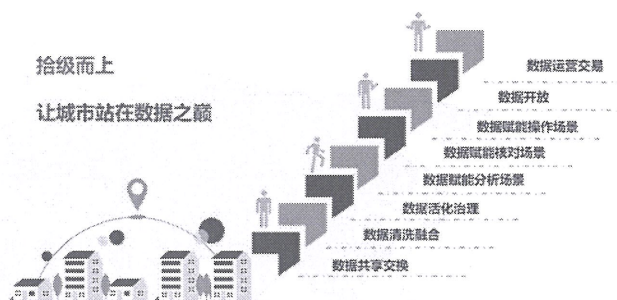 拾级而上
让城市站在数据之巅
数据运营交易
数据开放
数据赋能操作场景
数据赋能核对场景
数据赋能分析场景
数据活化治理
数据清洗融合
数据共享交换